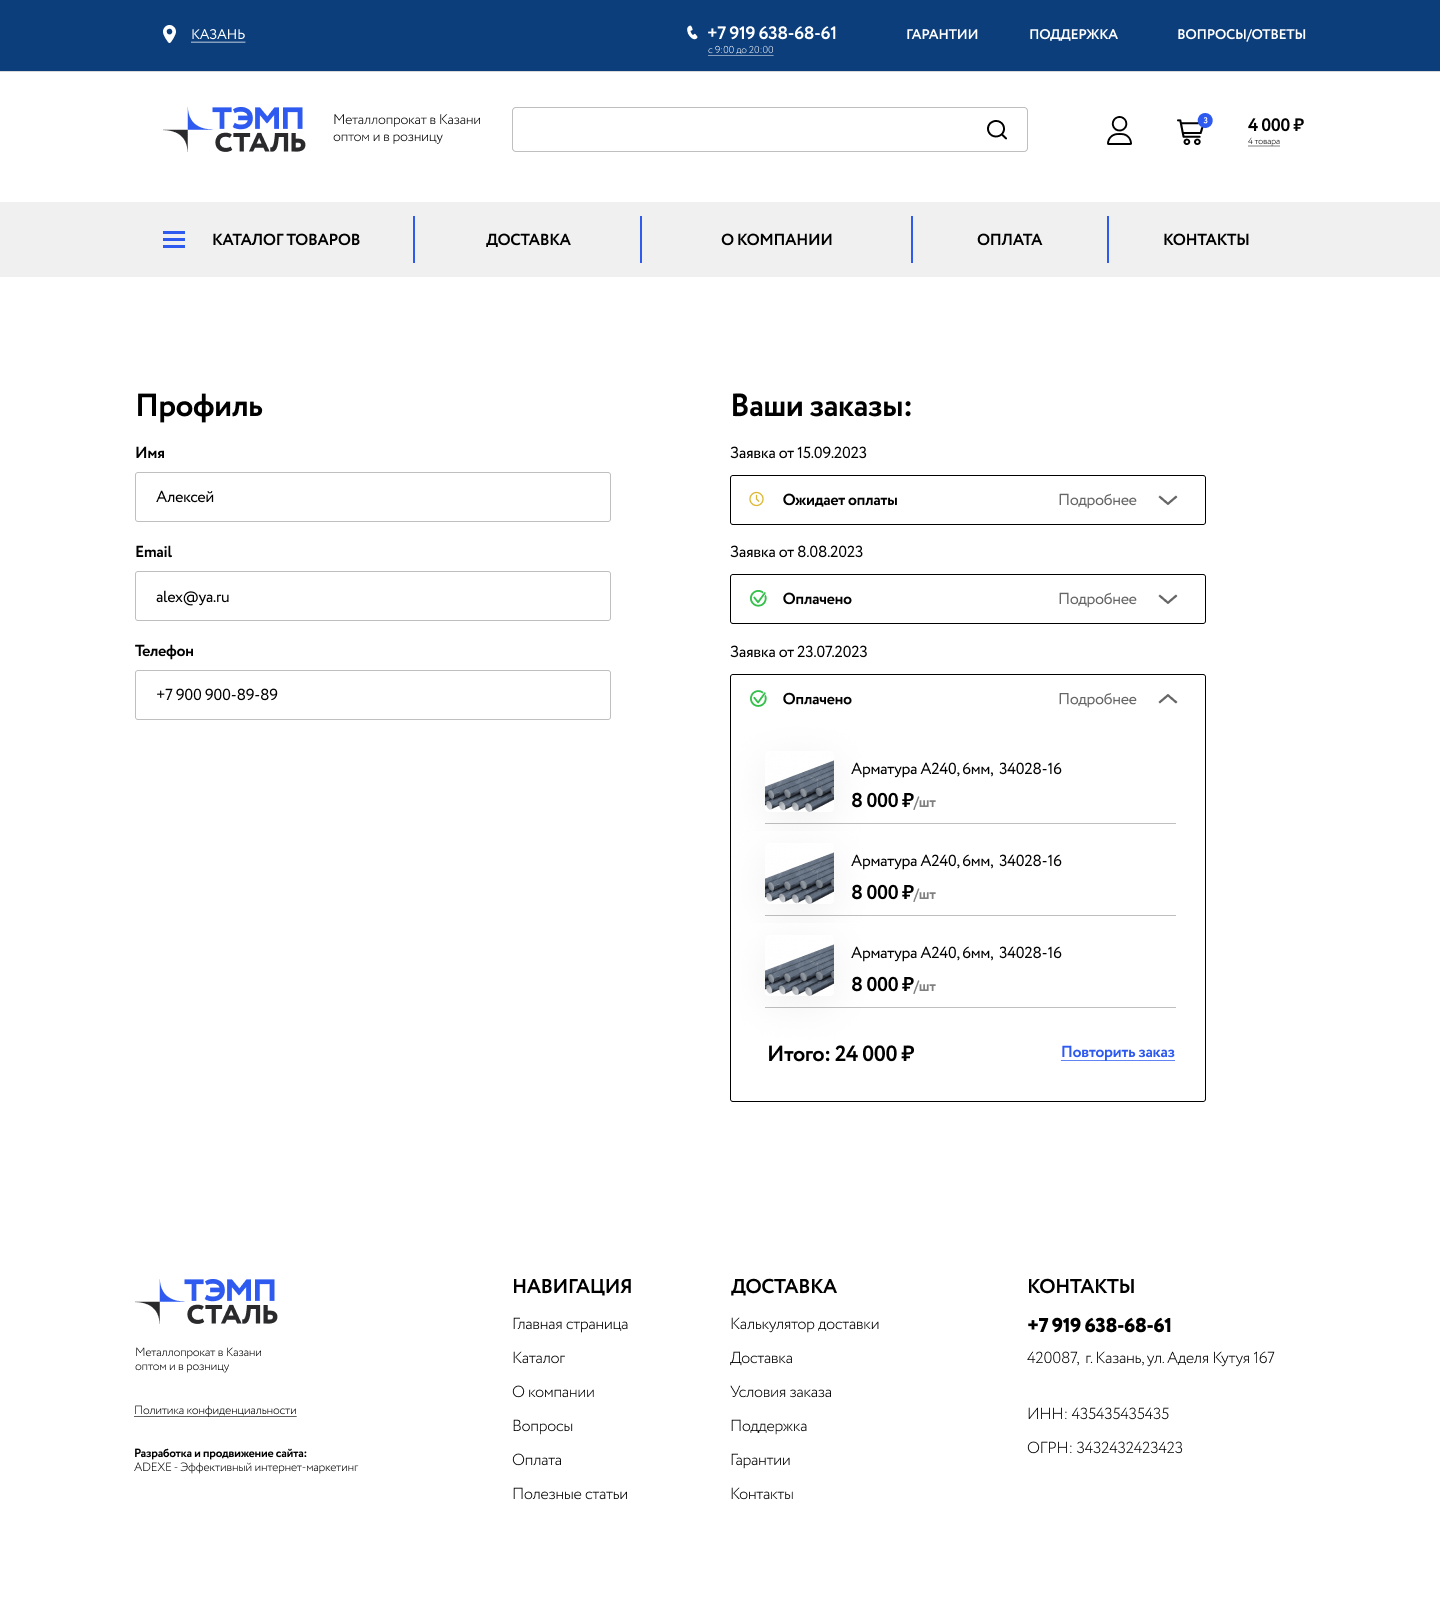 КАЗАНЬ
+7 919 638-68-61
с 9:00 до 20:00
ГАРАНТИИ
ПОДДЕРЖКА
ВОПРОСЫ/ОТВЕТЫ
ТЭМП
СТАЛЬ
Металлопрокат в Казани
оптом и в розницу
3
4 000 ₽
4 товара
КАТАЛОГ ТОВАРОВ
ДОСТАВКА
О КОМПАНИИ
ОПЛАТА
КОНТАКТЫ
Профиль
Имя
Алексей
Email
alex@ya.ru
Телефон
+7 900 900-89-89
Ваши заказы:
Заявка от 15.09.2023
Ожидает оплаты
Подробнее
Заявка от 8.08.2023
Оплачено
Подробнее
Заявка от 23.07.2023
Оплачено
Подробнее
Арматура А240, 6мм, 34028-16
8 000 ₽/шт
Арматура А240, 6мм, 34028-16
8 000 ₽/шт
Арматура А240, 6мм, 34028-16
8 000 ₽/шт
Итого: 24 000 ₽
Повторить заказ
ТЭМП
СТАЛЬ
Металлопрокат в Казани
оптом и в розницу
Политика конфиденциальности
Разработка и продвижение сайта:
ADEXE - Эффективный интернет-маркетинг
НАВИГАЦИЯ
Главная страница
Каталог
О компании
Вопросы
Оплата
Полезные статьи
ДОСТАВКА
Калькулятор доставки
Доставка
Условия заказа
Поддержка
Гарантии
Контакты
КОНТАКТЫ
+7 919 638-68-61
420087, г. Казань, ул. Аделя Кутуя 167
ИНН: 435435435435
ОГРН: 3432432423423